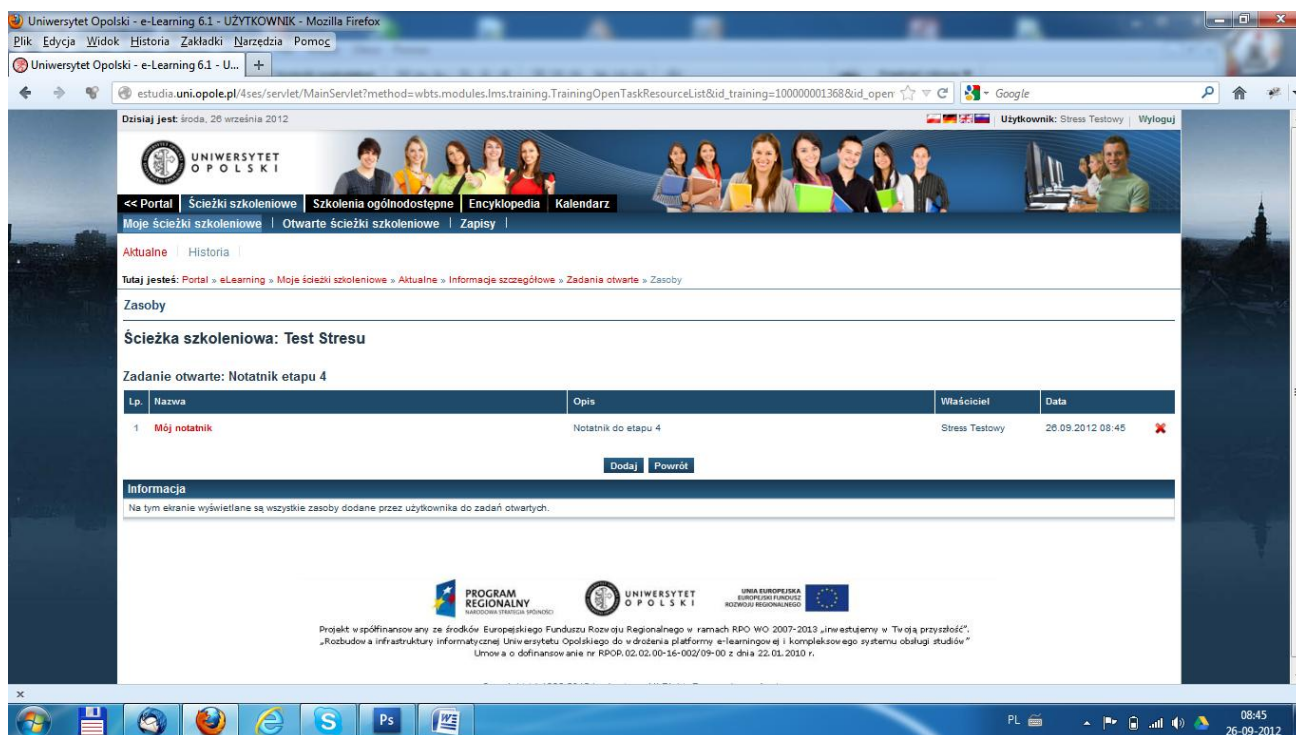 Uniwersytet Opolski - e-Learning 6.1 - UŻYTKOWNIK - Mozilla Firefox
Plik Edycja Widok Historia Zakładki Narzędzia Pomoc
Uniwersytet Opolski - e-Learning 6.1 - U... +
estudia.uni.opole.pl/4ses/servlet/MainServlet?method=wbts.modules.lms.training.TrainingOpenTaskResourceList&id_training=100000001368&id_open Google
Dzisiaj jest: środa, 26 września 2012 Użytkownik: Stress Testowy | Wyloguj
UNIWERSYTET
OPOLSKI
<< Portal Ścieżki szkoleniowe Szkolenia ogólnodostępne Encyklopedia Kalendarz
Moje ścieżki szkoleniowe | Otwarte ścieżki szkoleniowe | Zapisy |
Aktualne | Historia |
Tutaj jesteś: Portal » eLearning » Moje ścieżki szkoleniowe » Aktualne » Informacje szczegółowe » Zadania otwarte » Zasoby
Zasoby
Ścieżka szkoleniowa: Test Stresu
Zadanie otwarte: Notatnik etapu 4
Lp. Nazwa Opis Właściciel Data
1 Mój notatnik Notatnik do etapu 4 Stress Testowy 26.09.2012 08:45
Dodaj Powrót
Informacja
Na tym ekranie wyświetlane są wszystkie zasoby dodane przez użytkownika do zadań otwartych.
PROGRAM
REGIONALNY
NARODOWA STRATEGIA SPÓJNOŚCI
UNIWERSYTET
OPOLSKI
UNIA EUROPEJSKA
EUROPEJSKI FUNDUSZ
ROZWOJU REGIONALNEGO
Projekt współfinansowany ze środków Europejskiego Funduszu Rozwoju Regionalnego w ramach RPO WO 2007-2013 „inwestujemy w Twoją przyszłość".
„Rozbudowa infrastruktury informatycznej Uniwersytetu Opolskiego do wdrożenia platformy e-learningowej i kompleksowego systemu obsługi studiów"
Umowa o dofinansowanie nr RPOP.02.02.00-16-002/09-00 z dnia 22.01.2010 r.
x
S Ps W PL 08:45
26-09-2012